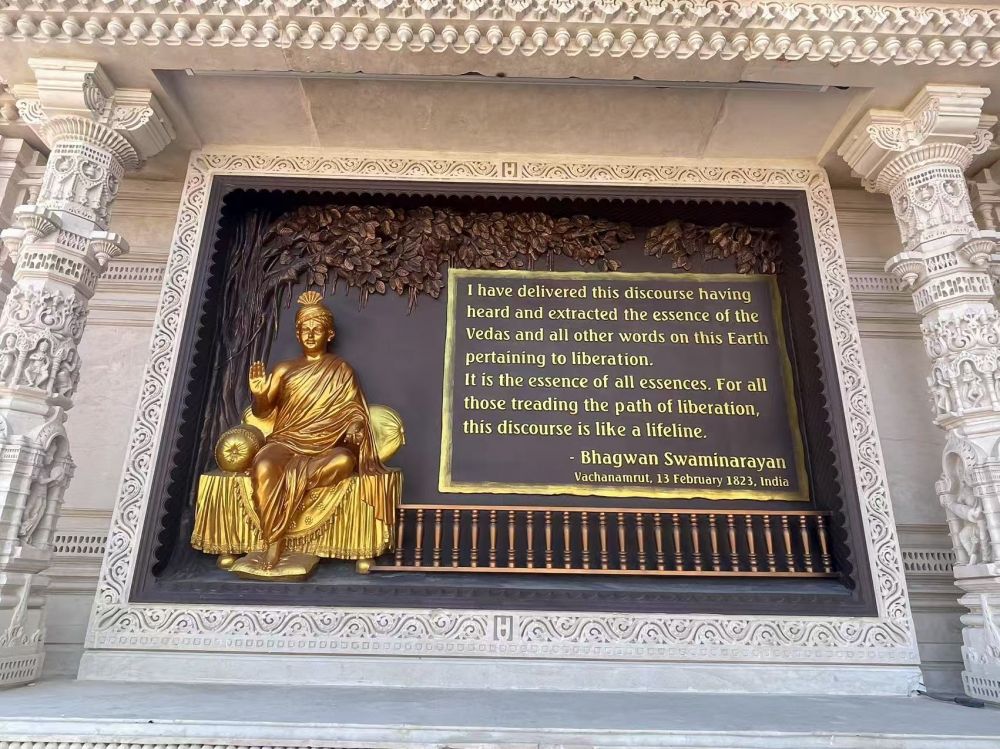 I have delivered this discourse having
heard and extracted the essence of the
Vedas and all other words on this Earth
pertaining to liberation.
It is the essence of all essences. For all
those treading the path of liberation,
this discourse is like a lifeline.
- Bhagwan Swaminarayan
Vachanamrut, 13 February 1823, India